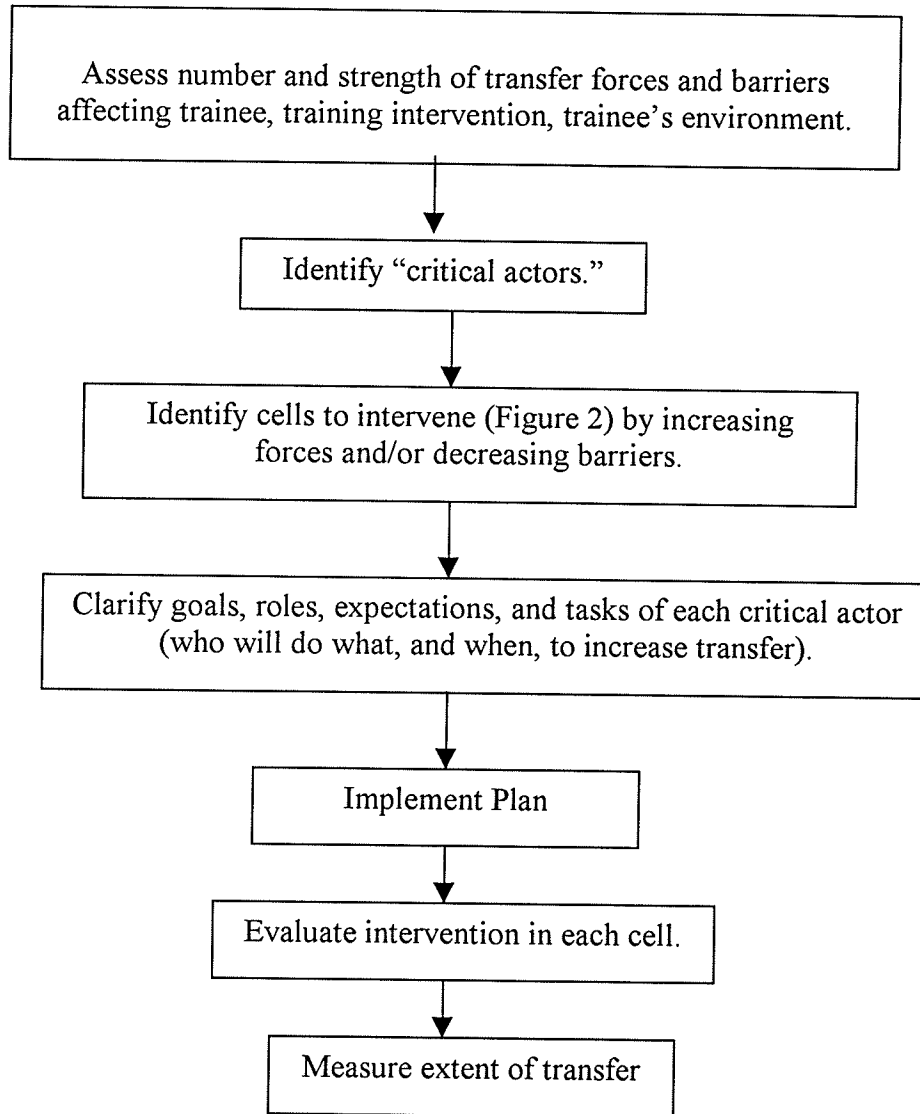 Assess number and strength of transfer forces and barriers
affecting trainee, training intervention, trainee's environment.
Identify “critical actors.”
Identify cells to intervene (Figure 2) by increasing
forces and/or decreasing barriers.
Clarify goals, roles, expectations, and tasks of each critical actor
(who will do what, and when, to increase transfer).
Implement Plan
Evaluate intervention in each cell.
Measure extent of transfer